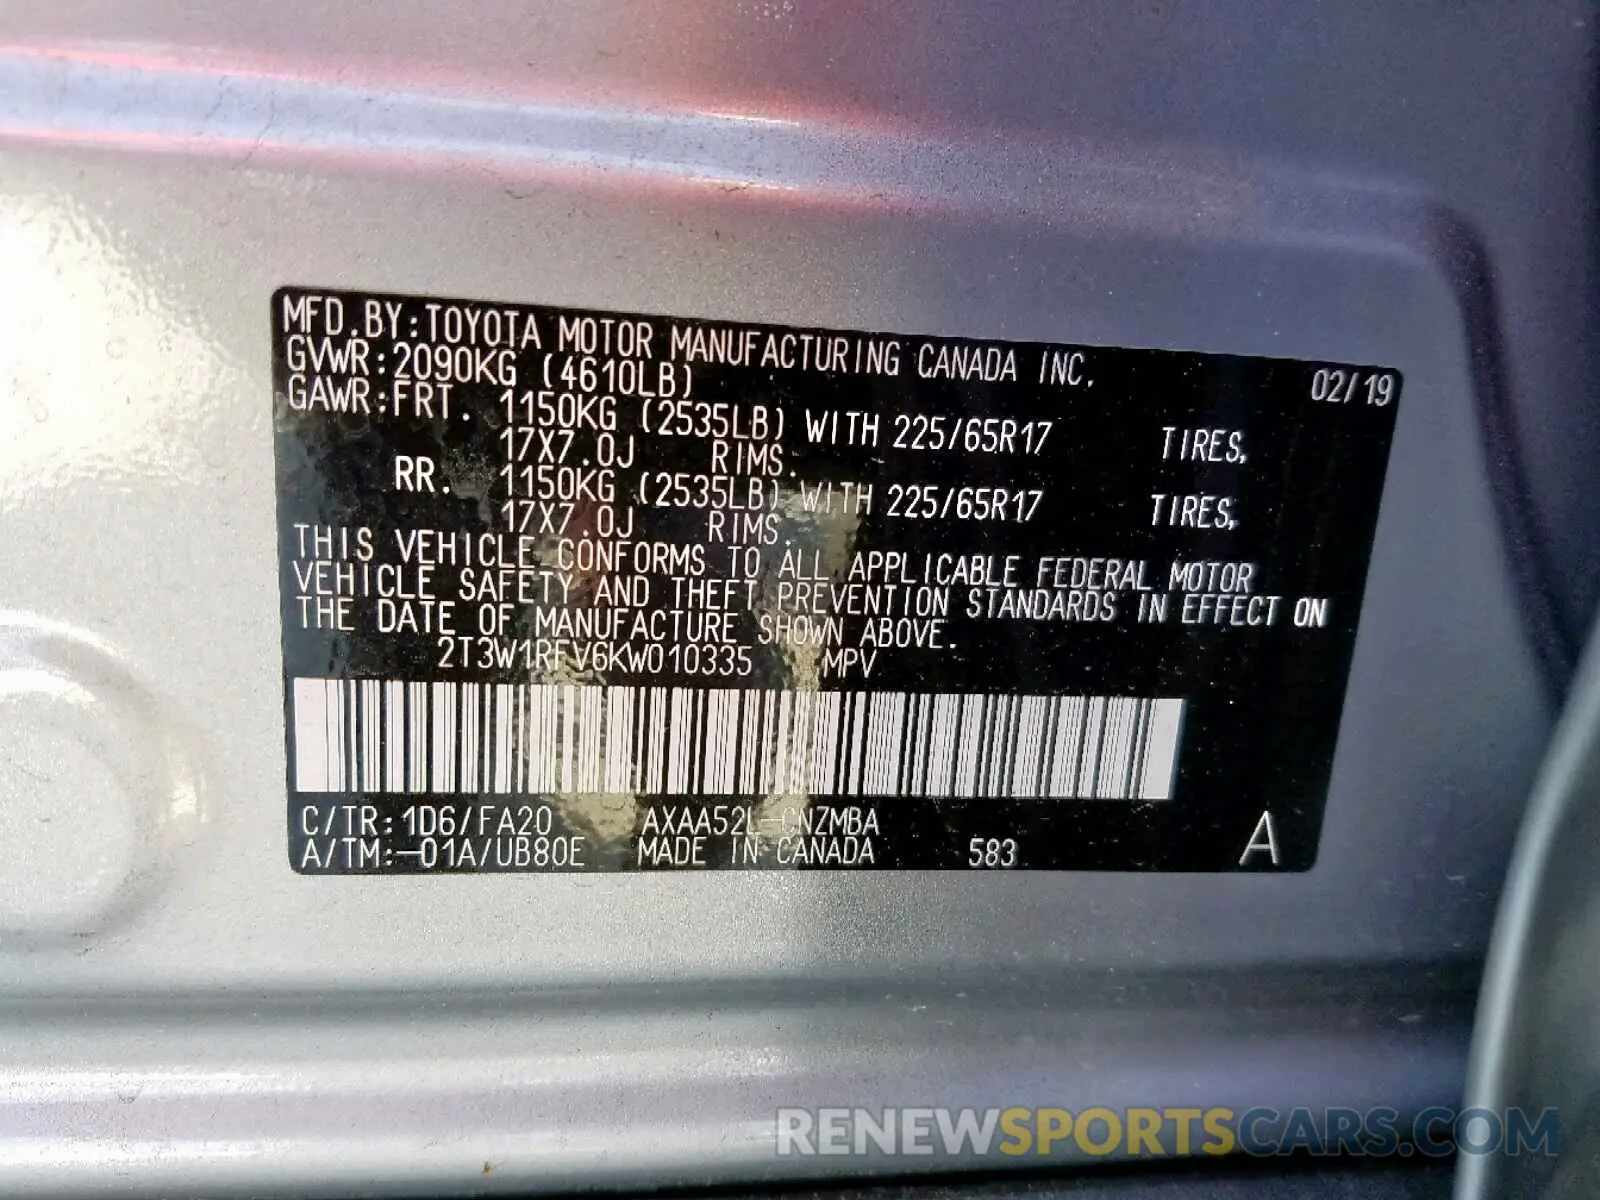 MFD.BY:TOYOTA MOTOR MANUFACTURING CANADA INC. 02/19
GVWR:2090KG (4610LB)
GAWR:FRT. 1150KG (2535LB) WITH 225/65R17 TIRES,
17X7.0J RIMS.
RR. 1150KG (2535LB) WITH 225/65R17 TIRES,
17X7.0J RIMS.
THIS VEHICLE CONFORMS TO ALL APPLICABLE FEDERAL MOTOR
VEHICLE SAFETY AND THEFT PREVENTION STANDARDS IN EFFECT ON
THE DATE OF MANUFACTURE SHOWN ABOVE.
2T3W1RFV6KW010335 MPV
C/TR:1D6/FA20 AXAA52L-CNZMBA
A/TM:-01A/UB80E MADE IN CANADA 583 A
RENEWSPORTSCARS.COM